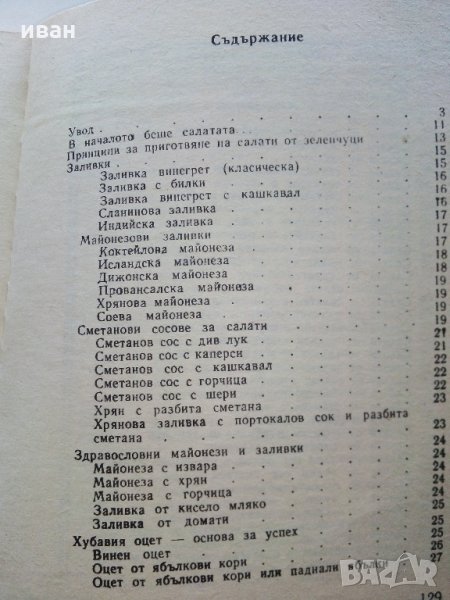 иван
Съдържание
Увод . . . 3
В началото беше салатата... . . . 11
Принципи за приготвяне на салати от зеленчуци 13
Заливки . . . 15
Заливка винегрет (класическа) . . . 15
Заливка с билки . . . 16
Заливка винегрет с кашкавал . . . 16
Сланинова заливка . . . 16
Индийска заливка . . . 17
Майонезови заливки . . . 17
Коктейлова майонеза . . . 17
Исландска майонеза . . . 18
Дижонска майонеза . . . 18
Провансалска майонеза . . . 19
Хрянова майонеза . . . 19
Соева майонеза . . . 19
Сметанови сосове за салати . . . 21
Сметанов сос с див лук . . . 21
Сметанов сос с каперси . . . 22
Сметанов сос с кашкавал . . . 22
Сметанов сос с горчица . . . 22
Сметанов сос с шери . . . 23
Хрян с разбита сметана
Хрянова заливка с портокалов сок и разбита
сметана . . . 23
Здравословни майонези и заливки . . . 24
Майонеза с извара . . . 24
Майонеза с хрян . . . 24
Майонеза с горчица . . . 24
Заливка от кисело мляко . . . 24
Заливка от домати . . . 25
Хубавия оцет — основа за успех . . . 25
Винен оцет . . . 26
Оцет от ябълкови кори . . . 27
Оцет от ябълкови кори или паднали ябълки
129
BAZAR